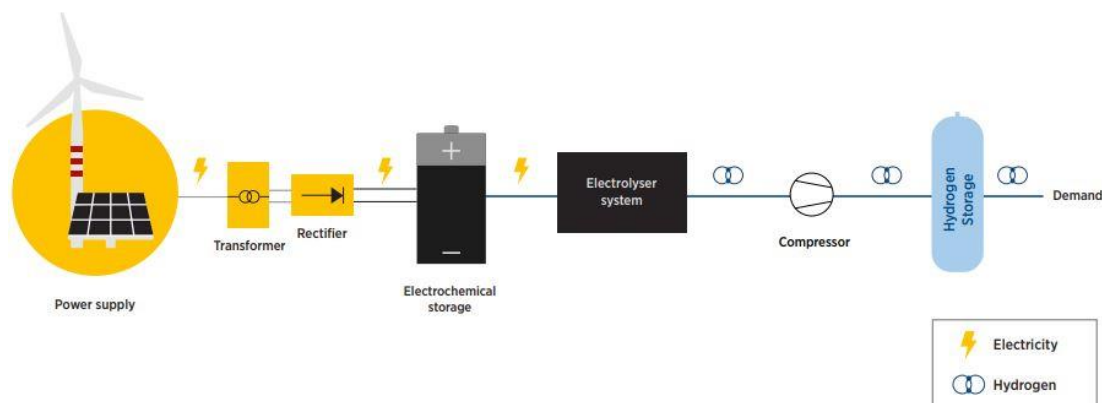 Power supply
Transformer
Rectifier
Electrochemical
storage
Electrolyser
system
Compressor
Hydrogen
Storage
Demand
Electricity
Hydrogen